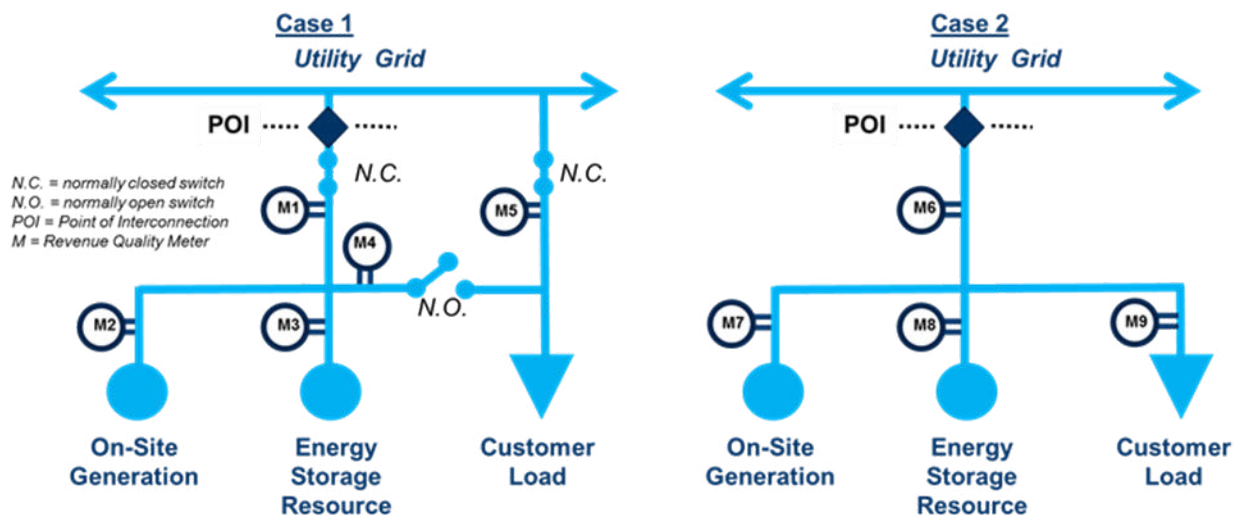 Case 1
Utility Grid
POI
N.C. = normally closed switch
N.O. = normally open switch
POI = Point of Interconnection
M = Revenue Quality Meter
N.C.
N.C.
M1
M5
M4
N.O.
M2
M3
On-Site
Generation
Energy
Storage
Resource
Customer
Load
Case 2
Utility Grid
POI
M6
M7
M8
M9
On-Site
Generation
Energy
Storage
Resource
Customer
Load